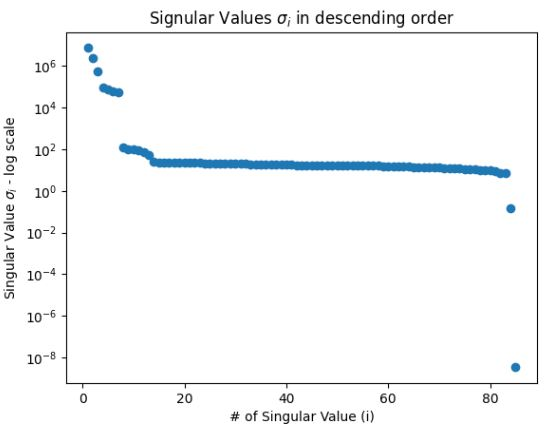 Signular Values σᵢ in descending order
Singular Value σᵢ - log scale
10⁶
10⁴
10²
10⁰
10⁻²
10⁻⁴
10⁻⁶
10⁻⁸
0 20 40 60 80
# of Singular Value (i)